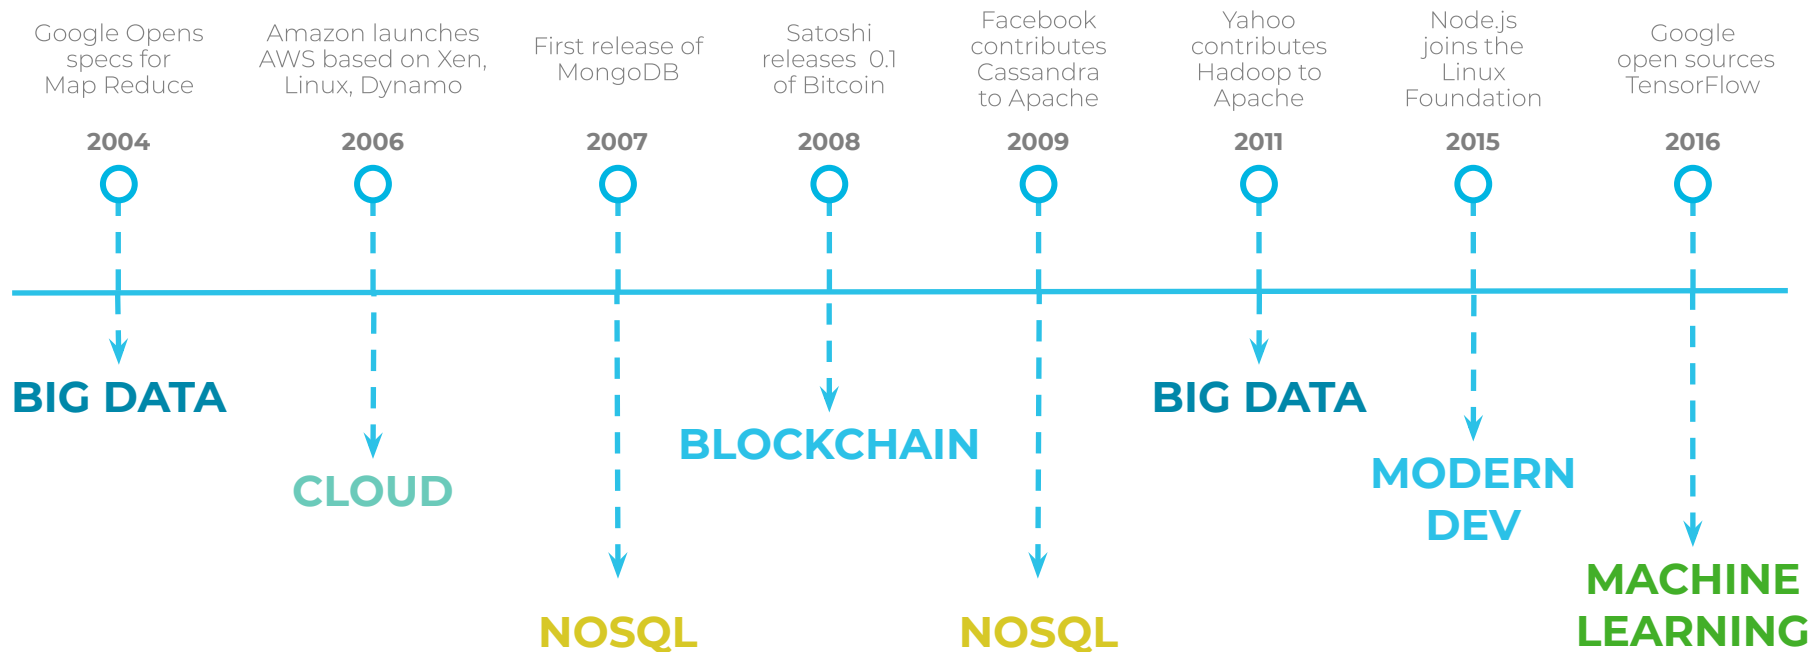 Google Opens
specs for
Map Reduce
2004
BIG DATA
Amazon launches
AWS based on Xen,
Linux, Dynamo
2006
CLOUD
First release of
MongoDB
2007
NOSQL
Satoshi
releases  0.1
of Bitcoin
2008
BLOCKCHAIN
Facebook
contributes
Cassandra
to Apache
2009
NOSQL
Yahoo
contributes
Hadoop to
Apache
2011
BIG DATA
Node.js
joins the
Linux
Foundation
2015
MODERN
DEV
Google
open sources
TensorFlow
2016
MACHINE
LEARNING